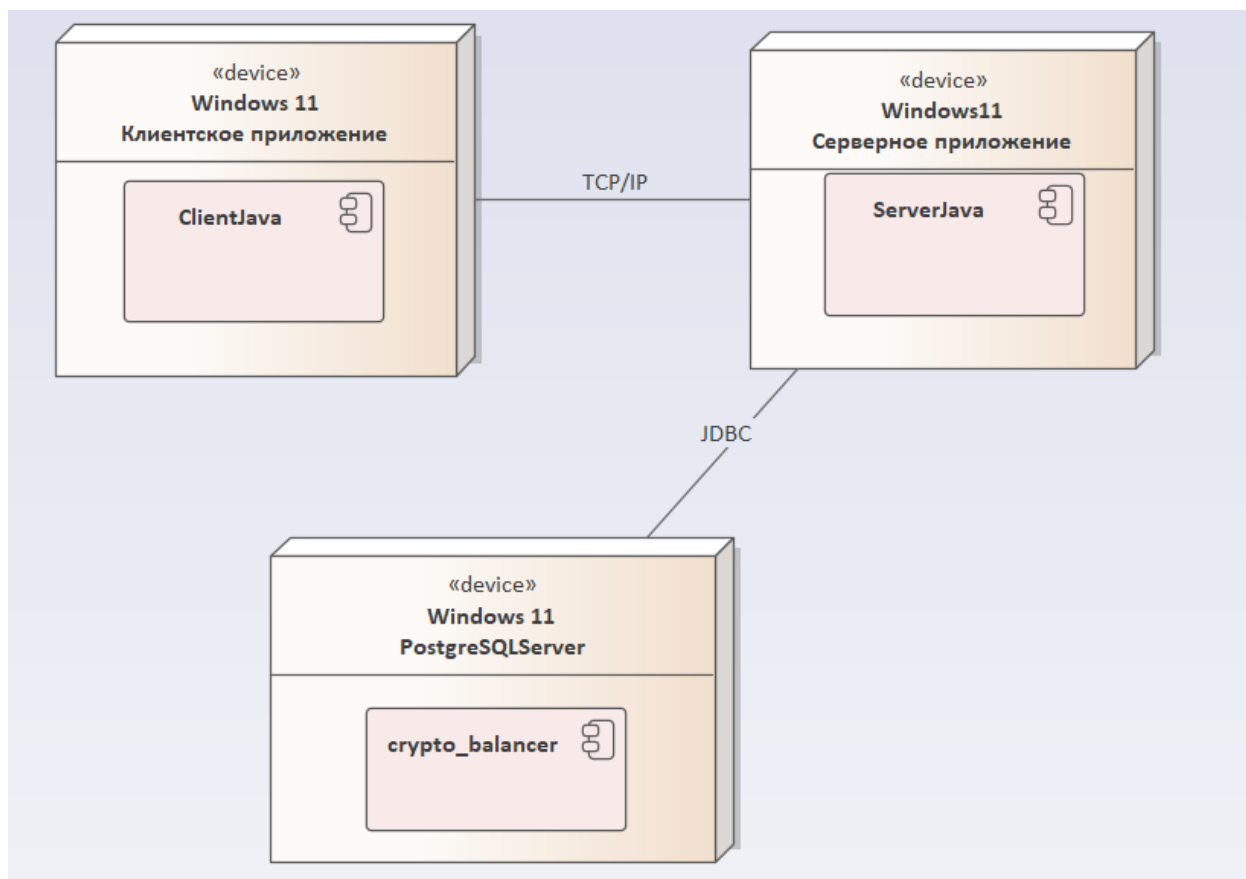 «device»
Windows 11
Клиентское приложение
ClientJava
TCP/IP
«device»
Windows11
Серверное приложение
ServerJava
JDBC
«device»
Windows 11
PostgreSQLServer
crypto_balancer